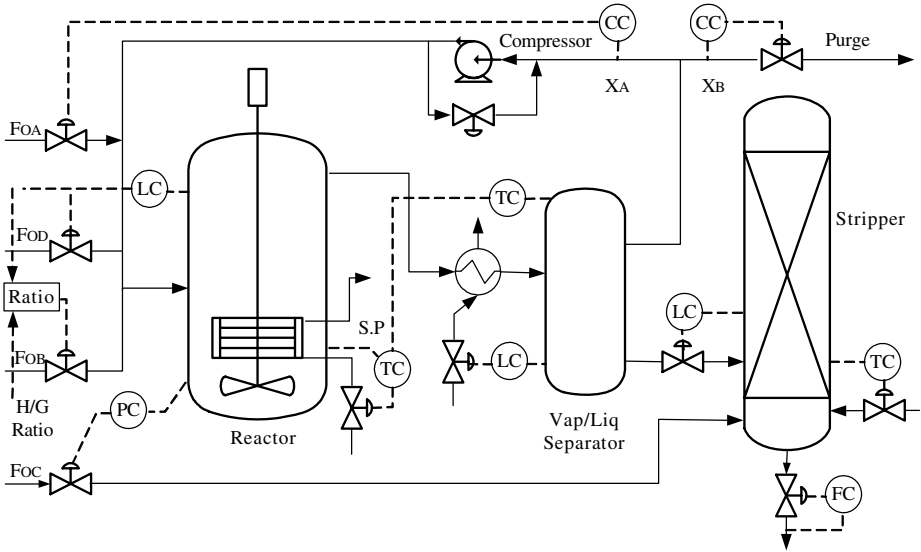 CC
CC
Compressor
Purge
XA
XB
FOA
LC
TC
FOD
Stripper
Ratio
S.P
LC
FOB
TC
LC
TC
H/G
Ratio
PC
Reactor
Vap/Liq
Separator
FOC
FC